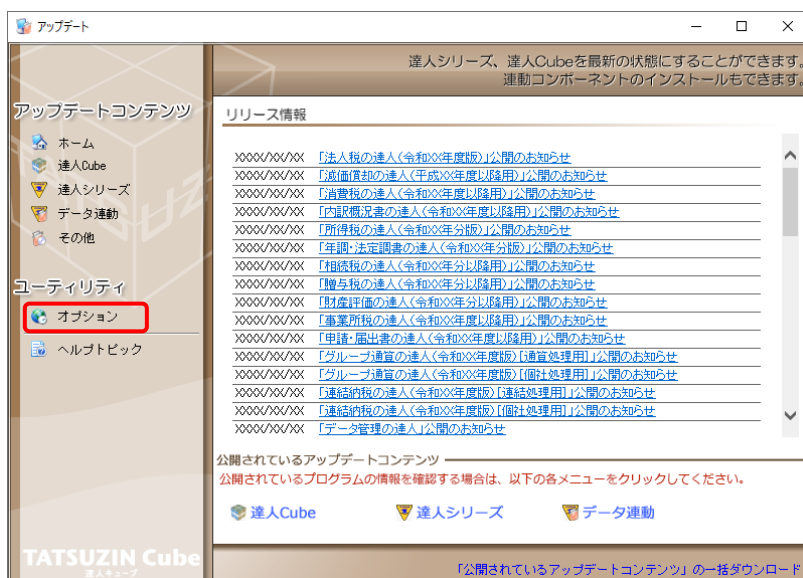 アップデート
達人シリーズ、達人Cubeを最新の状態にすることができます。
連動コンポーネントのインストールもできます。
アップデートコンテンツ
ホーム
達人Cube
達人シリーズ
データ連動
その他
ユーティリティ
オプション
ヘルプトピック
TATSUZIN Cube
達人キューブ
リリース情報
XXXX/XX/XX 「法人税の達人(令和XX年度版)」公開のお知らせ
XXXX/XX/XX 「減価償却の達人(平成XX年度以降用)」公開のお知らせ
XXXX/XX/XX 「消費税の達人(令和XX年度以降用)」公開のお知らせ
XXXX/XX/XX 「内訳概況書の達人(令和XX年度以降用)」公開のお知らせ
XXXX/XX/XX 「所得税の達人(令和XX年分版)」公開のお知らせ
XXXX/XX/XX 「年調・法定調書の達人(令和XX年分版)」公開のお知らせ
XXXX/XX/XX 「相続税の達人(令和XX年分以降用)」公開のお知らせ
XXXX/XX/XX 「贈与税の達人(令和XX年分以降用)」公開のお知らせ
XXXX/XX/XX 「財産評価の達人(令和XX年分以降用)」公開のお知らせ
XXXX/XX/XX 「事業所税の達人(令和XX年度以降用)」公開のお知らせ
XXXX/XX/XX 「申請・届出書の達人(令和XX年度以降用)」公開のお知らせ
XXXX/XX/XX 「グループ通算の達人(令和XX年度版)[通算処理用]」公開のお知らせ
XXXX/XX/XX 「グループ通算の達人(令和XX年度版)[個社処理用]」公開のお知らせ
XXXX/XX/XX 「連結納税の達人(令和XX年度版)[連結処理用]」公開のお知らせ
XXXX/XX/XX 「連結納税の達人(令和XX年度版)[個社処理用]」公開のお知らせ
XXXX/XX/XX 「データ管理の達人」公開のお知らせ
公開されているアップデートコンテンツ
公開されているプログラムの情報を確認する場合は、以下の各メニューをクリックしてください。
達人Cube 達人シリーズ データ連動
「公開されているアップデートコンテンツ」の一括ダウンロード